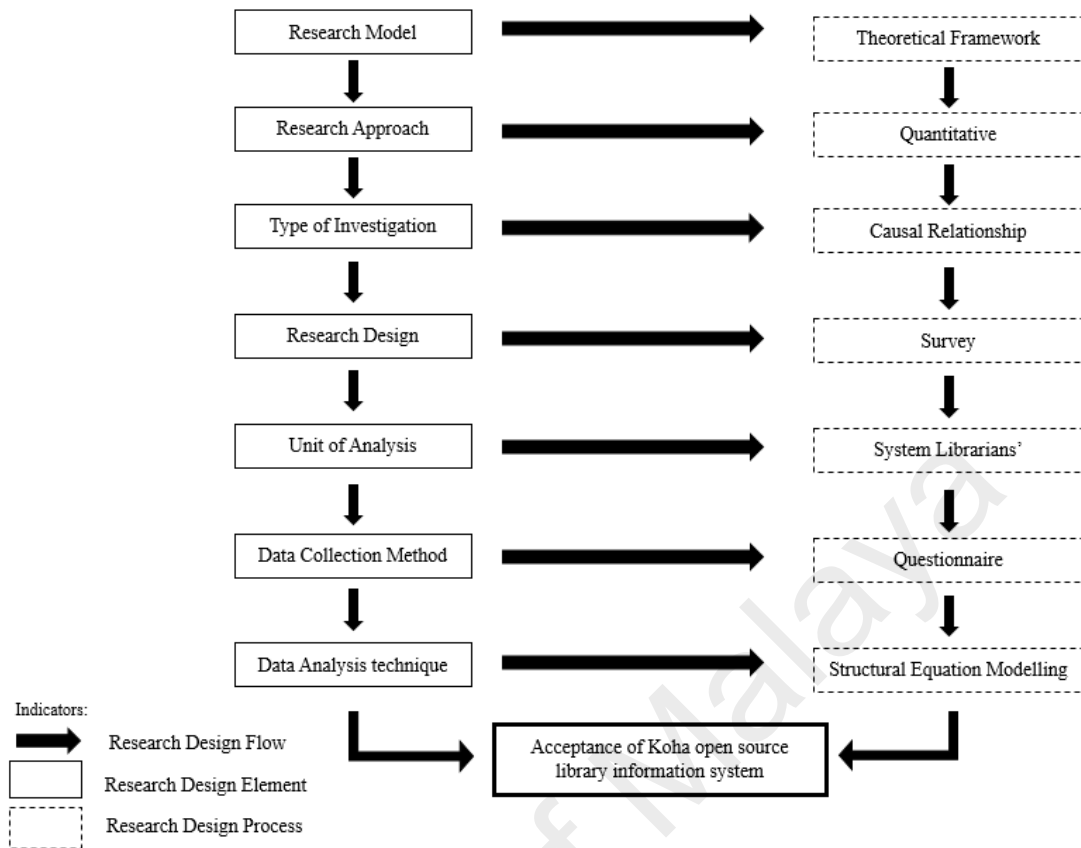 Research Model
Theoretical Framework
Research Approach
Quantitative
Type of Investigation
Causal Relationship
Research Design
Survey
Unit of Analysis
System Librarians’
Data Collection Method
Questionnaire
Data Analysis technique
Structural Equation Modelling
Indicators:
Research Design Flow
Acceptance of Koha open source
library information system
Research Design Element
Research Design Process
of Malaya